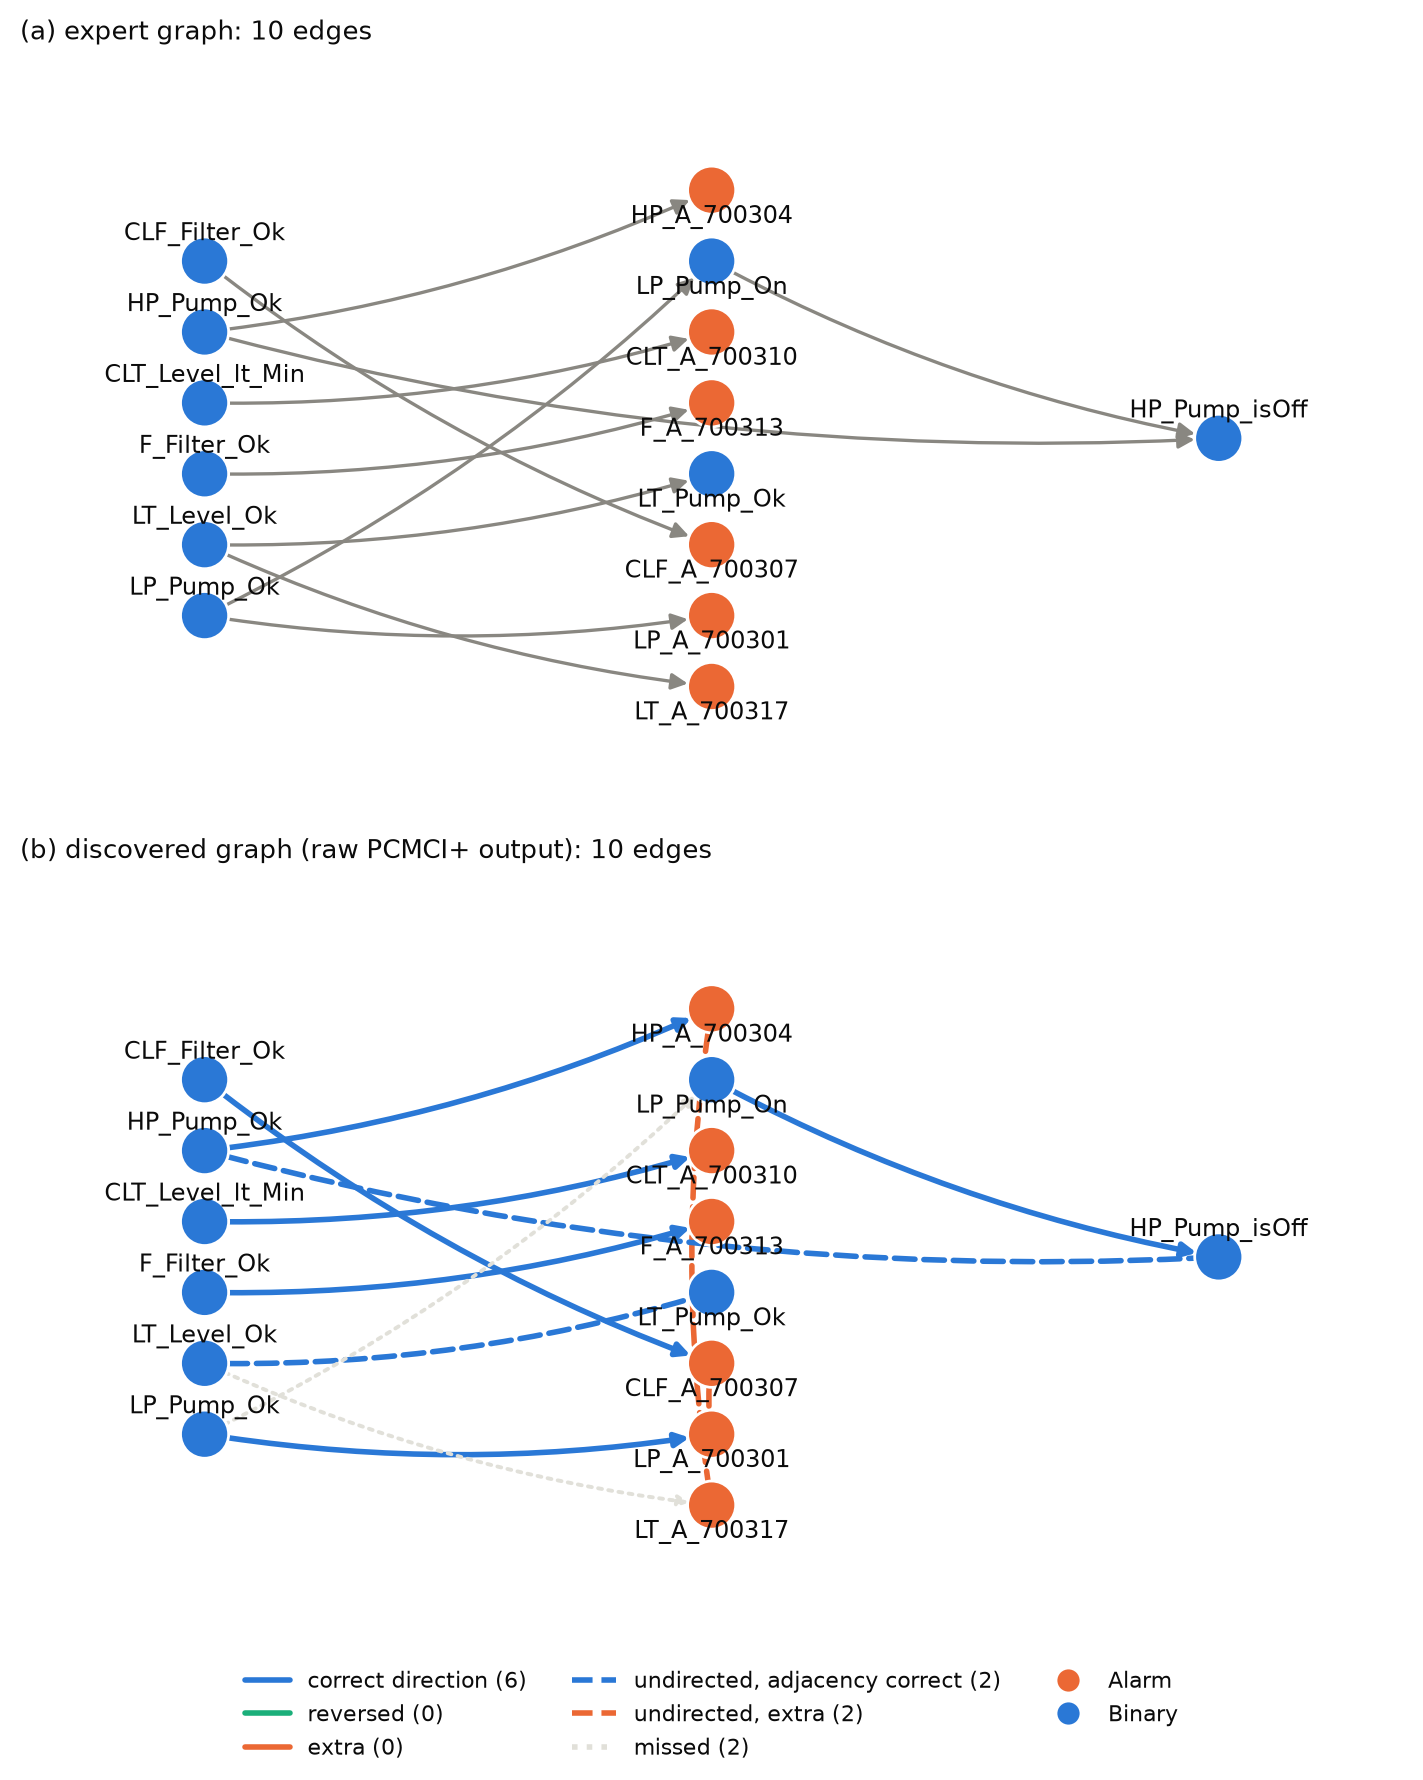 (a) expert graph: 10 edges
HP_A_700304
CLF_Filter_Ok
LP_Pump_On
HP_Pump_Ok
CLT_A_700310
CLT_Level_lt_Min
HP_Pump_isOff
F_A_700313
F_Filter_Ok
LT_Pump_Ok
LT_Level_Ok
CLF_A_700307
LP_Pump_Ok
LP_A_700301
LT_A_700317
(b) discovered graph (raw PCMCI+ output): 10 edges
HP_A_700304
CLF_Filter_Ok
LP_Pump_On
HP_Pump_Ok
CLT_A_700310
CLT_Level_lt_Min
HP_Pump_isOff
F_A_700313
F_Filter_Ok
LT_Pump_Ok
LT_Level_Ok
CLF_A_700307
LP_Pump_Ok
LP_A_700301
LT_A_700317
correct direction (6)
reversed (0)
extra (0)
undirected, adjacency correct (2)
undirected, extra (2)
missed (2)
Alarm
Binary